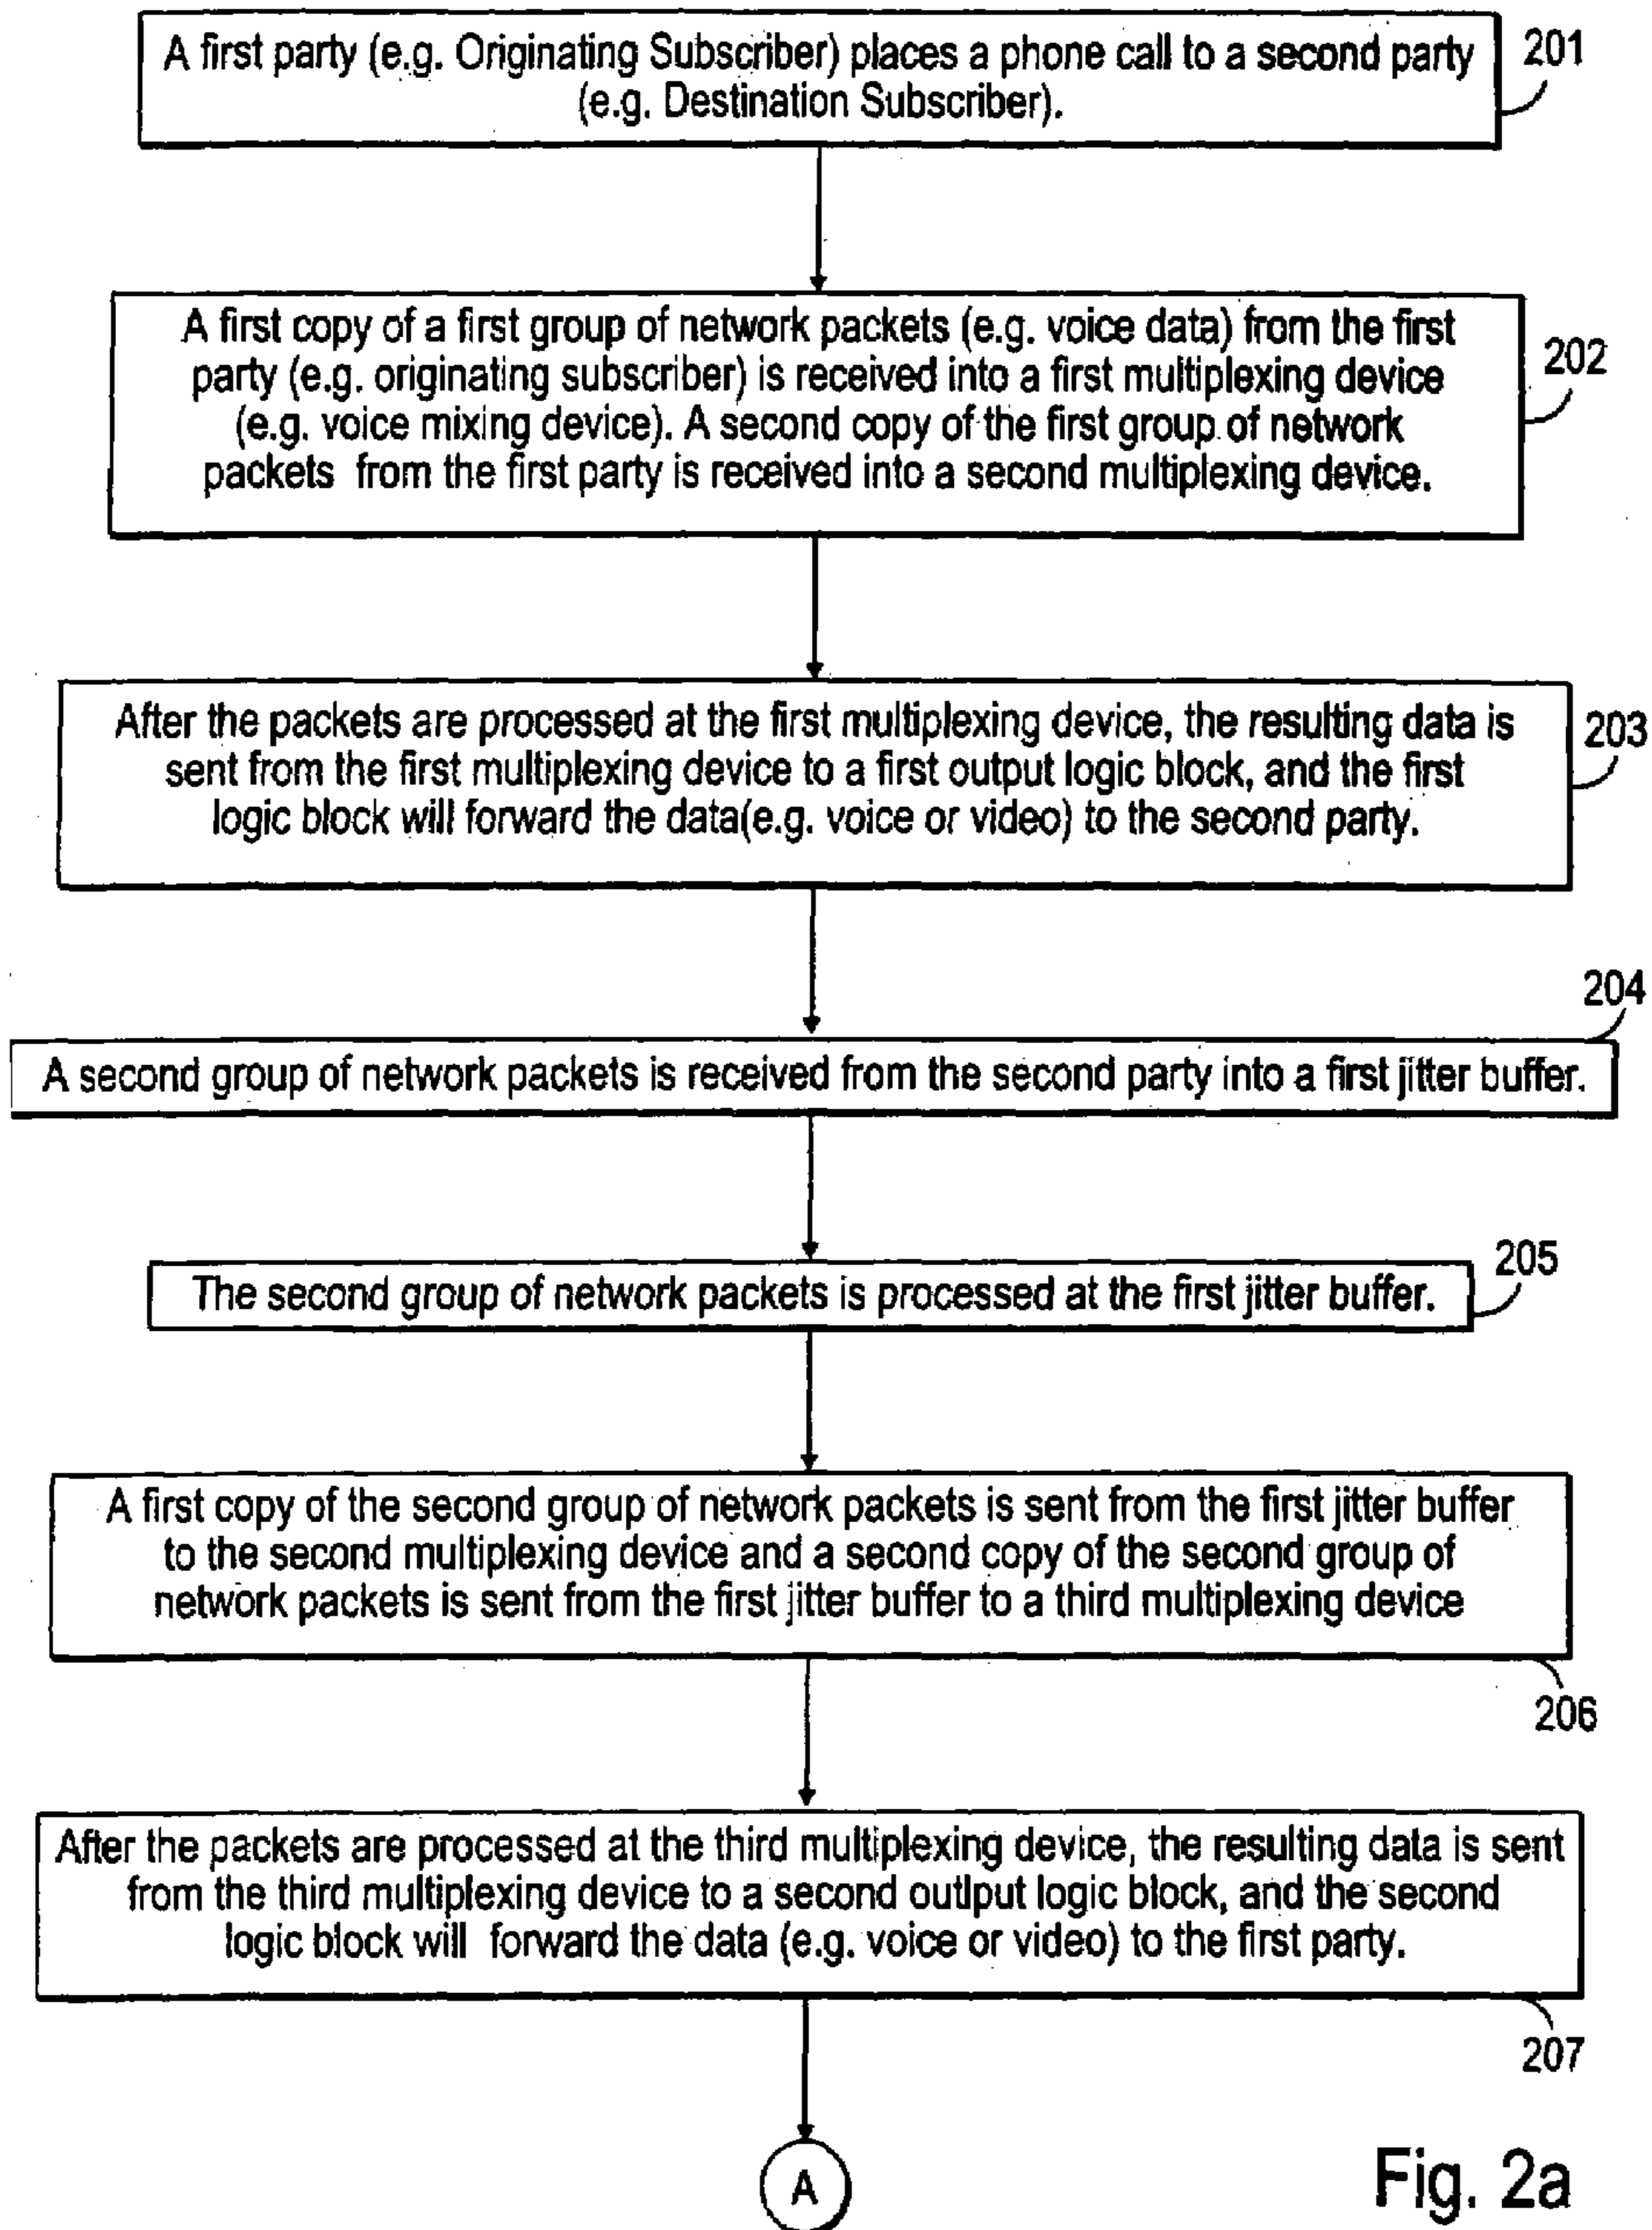 A first party (e.g. Originating Subscriber) places a phone call to a second party
(e.g. Destination Subscriber).
201
A first copy of a first group of network packets (e.g. voice data) from the first
party (e.g. originating subscriber) is received into a first multiplexing device
(e.g. voice mixing device). A second copy of the first group of network
packets from the first party is received into a second multiplexing device.
202
After the packets are processed at the first multiplexing device, the resulting data is
sent from the first multiplexing device to a first output logic block, and the first
logic block will forward the data(e.g. voice or video) to the second party.
203
204
A second group of network packets is received from the second party into a first jitter buffer.
The second group of network packets is processed at the first jitter buffer.
205
A first copy of the second group of network packets is sent from the first jitter buffer
to the second multiplexing device and a second copy of the second group of
network packets is sent from the first jitter buffer to a third multiplexing device
206
After the packets are processed at the third multiplexing device, the resulting data is sent
from the third multiplexing device to a second outlput logic block, and the second
logic block will forward the data (e.g. voice or video) to the first party.
207
A
Fig. 2a